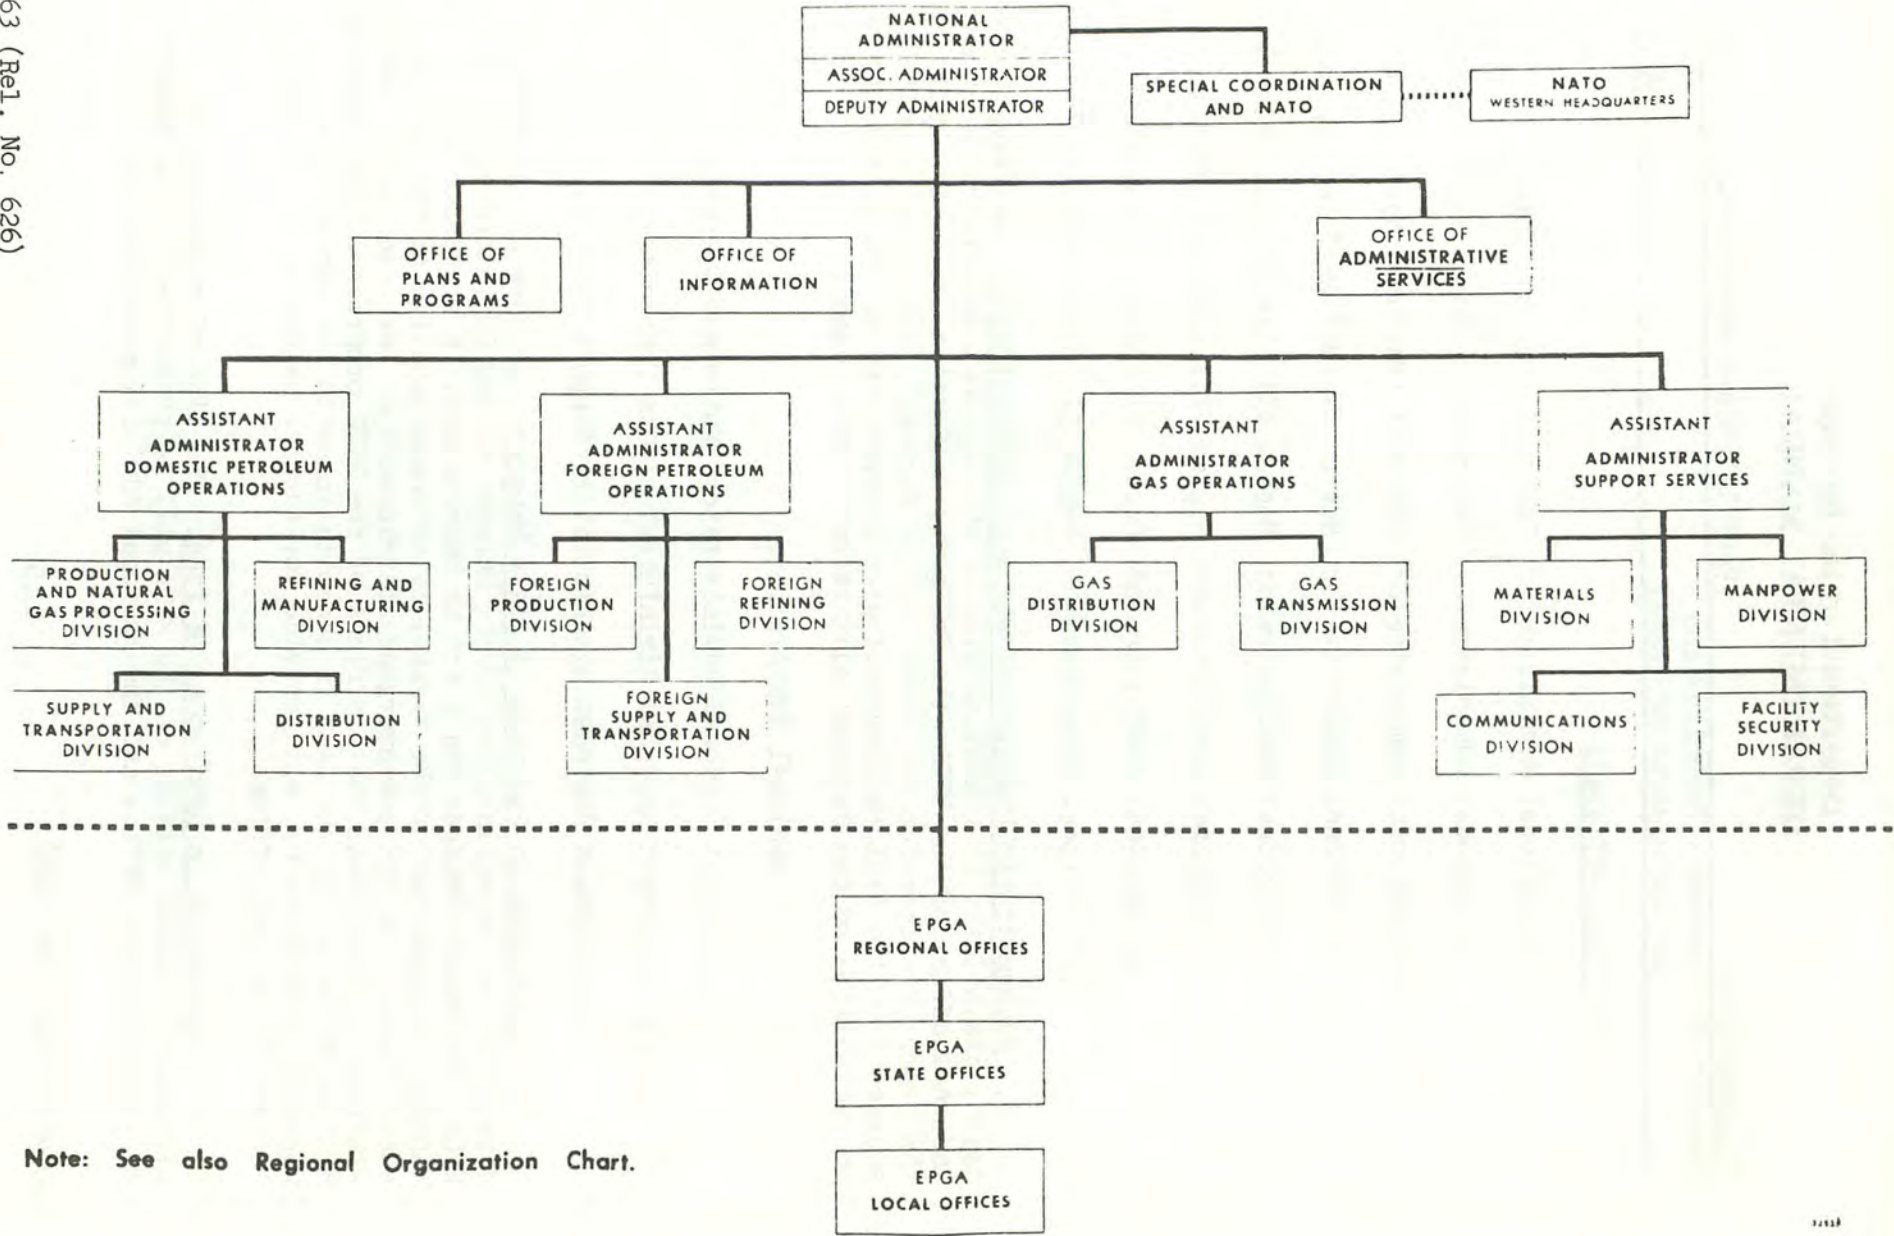 63 (Rel. No. 626)
NATIONAL
ADMINISTRATOR
ASSOC. ADMINISTRATOR
DEPUTY ADMINISTRATOR
SPECIAL COORDINATION
AND NATO
NATO
WESTERN HEADQUARTERS
OFFICE OF
PLANS AND
PROGRAMS
OFFICE OF
INFORMATION
OFFICE OF
ADMINISTRATIVE
SERVICES
ASSISTANT
ADMINISTRATOR
DOMESTIC PETROLEUM
OPERATIONS
ASSISTANT
ADMINISTRATOR
FOREIGN PETROLEUM
OPERATIONS
ASSISTANT
ADMINISTRATOR
GAS OPERATIONS
ASSISTANT
ADMINISTRATOR
SUPPORT SERVICES
PRODUCTION
AND NATURAL
GAS PROCESSING
DIVISION
REFINING AND
MANUFACTURING
DIVISION
FOREIGN
PRODUCTION
DIVISION
FOREIGN
REFINING
DIVISION
GAS
DISTRIBUTION
DIVISION
GAS
TRANSMISSION
DIVISION
MATERIALS
DIVISION
MANPOWER
DIVISION
SUPPLY AND
TRANSPORTATION
DIVISION
DISTRIBUTION
DIVISION
FOREIGN
SUPPLY AND
TRANSPORTATION
DIVISION
COMMUNICATIONS
DIVISION
FACILITY
SECURITY
DIVISION
EPGA
REGIONAL OFFICES
EPGA
STATE OFFICES
EPGA
LOCAL OFFICES
Note: See also Regional Organization Chart.